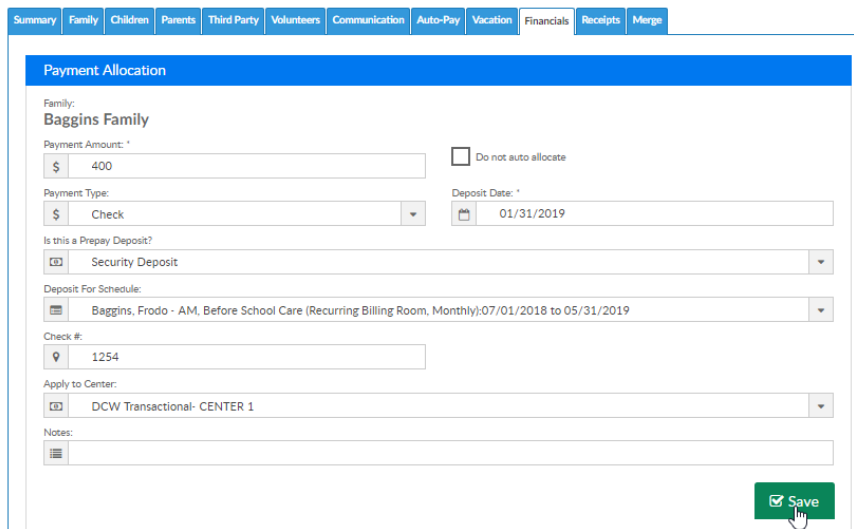 Summary Family Children Parents Third Party Volunteers Communication Auto-Pay Vacation Financials Receipts Merge
Payment Allocation
Family:
Baggins Family
Payment Amount: *
$ 400
Do not auto allocate
Payment Type:
Deposit Date: *
$ Check
01/31/2019
Is this a Prepay Deposit?
Security Deposit
Deposit For Schedule:
Baggins, Frodo - AM, Before School Care (Recurring Billing Room, Monthly):07/01/2018 to 05/31/2019
Check #:
1254
Apply to Center:
DCW Transactional- CENTER 1
Notes:
Save